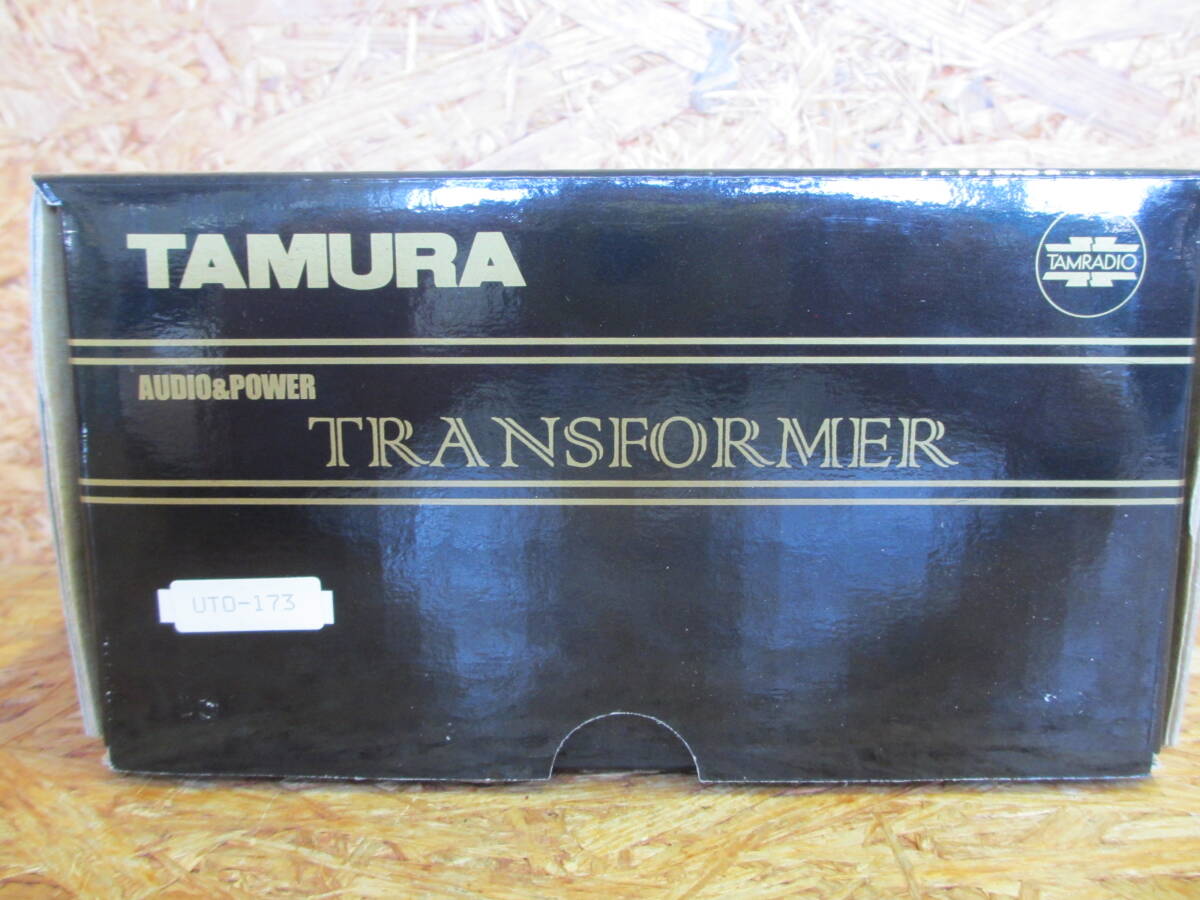 TAMURA
TAMRADIO
AUDIO&POWER
TRANSFORMER
UTO-173